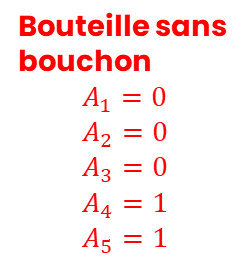 Bouteille sans
bouchon
A₁ = 0
A₂ = 0
A₃ = 0
A₄ = 1
A₅ = 1